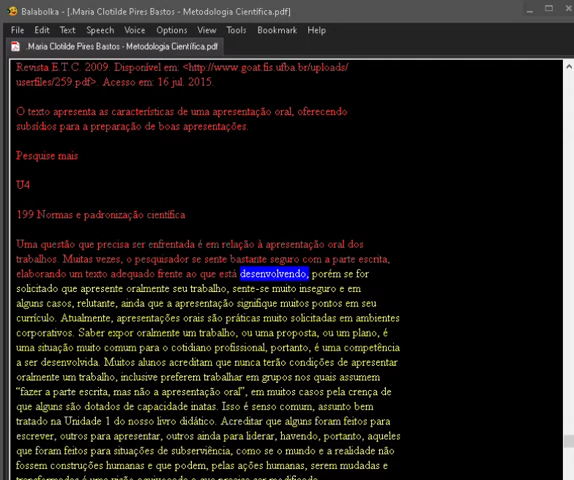 Balabolka - [.Maria Clotilde Pires Bastos - Metodologia Científica.pdf]
File Edit Text Speech Voice Options View Tools Bookmark Help
.Maria Clotilde Pires Bastos - Metodologia Científica.pdf
Revista E.T.C. 2009. Disponível em: <http://www.goat.fis.ufba.br/uploads/
userfiles/259.pdf>. Acesso em: 16 jul. 2015.
O texto apresenta as características de uma apresentação oral, oferecendo
subsídios para a preparação de boas apresentações.
Pesquise mais
U4
199 Normas e padronização científica
Uma questão que precisa ser enfrentada é em relação à apresentação oral dos
trabalhos. Muitas vezes, o pesquisador se sente bastante seguro com a parte escrita,
elaborando um texto adequado frente ao que está desenvolvendo, porém se for
solicitado que apresente oralmente seu trabalho, sente-se muito inseguro e em
alguns casos, relutante, ainda que a apresentação signifique muitos pontos em seu
currículo. Atualmente, apresentações orais são práticas muito solicitadas em ambientes
corporativos. Saber expor oralmente um trabalho, ou uma proposta, ou um plano, é
uma situação muito comum para o cotidiano profissional, portanto, é uma competência
a ser desenvolvida. Muitos alunos acreditam que nunca terão condições de apresentar
oralmente um trabalho, inclusive preferem trabalhar em grupos nos quais assumem
“fazer a parte escrita, mas não a apresentação oral”, em muitos casos pela crença de
que alguns são dotados de capacidade inatas. Isso é senso comum, assunto bem
tratado na Unidade 1 do nosso livro didático. Acreditar que alguns foram feitos para
escrever, outros para apresentar, outros ainda para liderar, havendo, portanto, aqueles
que foram feitos para situações de subserviência, como se o mundo e a realidade não
fossem construções humanas e que podem, pelas ações humanas, serem mudadas e
transformadas é uma visão equivocada e que precisa ser modificada.